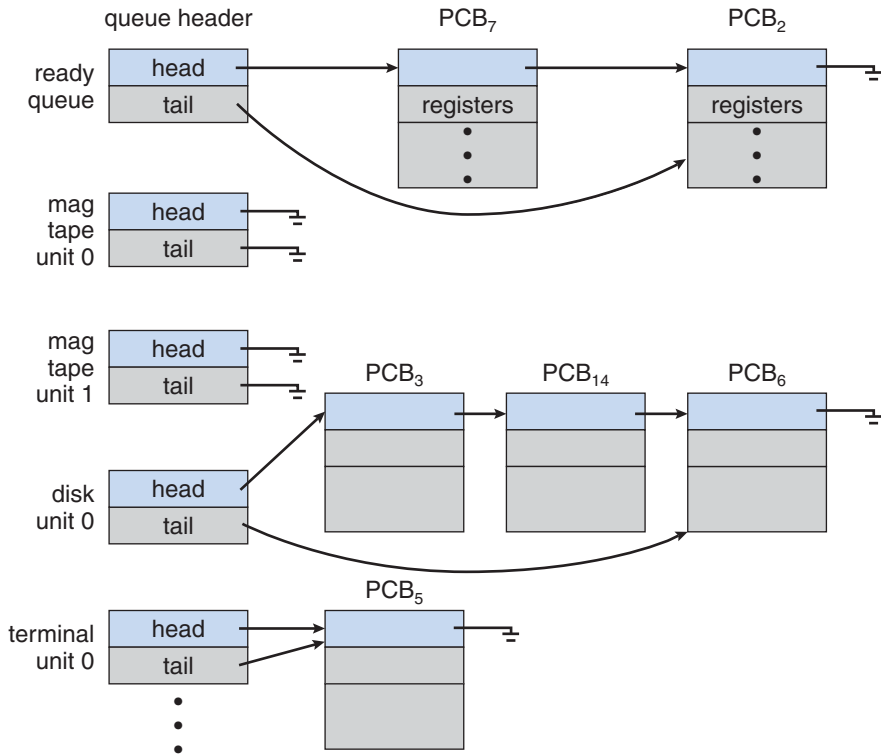 queue header
PCB7
PCB2
ready
queue
head
tail
registers
registers
mag
tape
unit 0
head
tail
mag
tape
unit 1
head
tail
PCB3
PCB14
PCB6
disk
unit 0
head
tail
PCB5
terminal
unit 0
head
tail